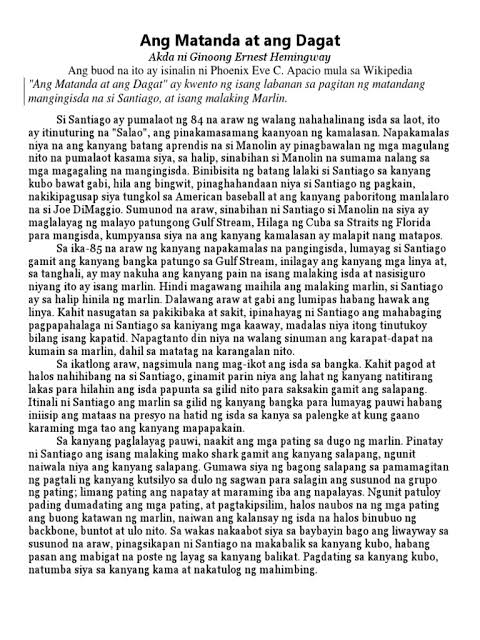 Ang Matanda at ang Dagat
Akda ni Ginoong Ernest Hemingway
Ang buod na ito ay isinalin ni Phoenix Eve C. Apacio mula sa Wikipedia
"Ang Matanda at ang Dagat" ay kwento ng isang labanan sa pagitan ng matandang
mangingisda na si Santiago, at isang malaking Marlin.
Si Santiago ay pumalaot ng 84 na araw ng walang nahahalinang isda sa laot, ito
ay itinuturing na "Salao", ang pinakamasamang kaanyoan ng kamalasan. Napakamalas
niya na ang kanyang batang aprendis na si Manolin ay pinagbawalan ng mga magulang
nito na pumalaot kasama siya, sa halip, sinabihan si Manolin na sumama nalang sa
mga magagaling na mangingisda. Binibisita ng batang lalaki si Santiago sa kanyang
kubo bawat gabi, hila ang bingwit, pinaghahandaan niya si Santiago ng pagkain,
nakikipagusap siya tungkol sa American baseball at ang kanyang paboritong manlalaro
na si Joe DiMaggio. Sumunod na araw, sinabihan ni Santiago si Manolin na siya ay
maglalayag ng malayo patungong Gulf Stream, Hilaga ng Cuba sa Straits ng Florida
para mangisda, kumpyansa siya na ang kanyang kamalasan ay malapit nang matapos.
Sa ika-85 na araw ng kanyang napakamalas na pangingisda, lumayag si Santiago
gamit ang kanyang bangka patungo sa Gulf Stream, inilagay ang kanyang mga linya at,
sa tanghali, ay may nakuha ang kanyang pain na isang malaking isda at nasisiguro
niyang ito ay isang marlin. Hindi magawang maihila ang malaking marlin, si Santiago
ay sa halip hinila ng marlin. Dalawang araw at gabi ang lumipas habang hawak ang
linya. Kahit nasugatan sa pakikibaka at sakit, ipinahayag ni Santiago ang mahabaging
pagpapahalaga ni Santiago sa kaniyang mga kaaway, madalas niya itong tinutukoy
bilang isang kapatid. Napagtanto din niya na walang sinuman ang karapat-dapat na
kumain sa marlin, dahil sa matatag na karangalan nito.
Sa ikatlong araw, nagsimula nang mag-ikot ang isda sa bangka. Kahit pagod at
halos nahihibang na si Santiago, ginamit parin niya ang lahat ng kanyang natitirang
lakas para hilahin ang isda papunta sa gilid nito para saksakin gamit ang salapang.
Itinali ni Santiago ang marlin sa gilid ng kanyang bangka para lumayag pauwi habang
iniisip ang mataas na presyo na hatid ng isda sa kanya sa palengke at kung gaano
karaming mga tao ang kanyang mapapakain.
Sa kanyang paglalayag pauwi, naakit ang mga pating sa dugo ng marlin. Pinatay
ni Santiago ang isang malaking mako shark gamit ang kanyang salapang, ngunit
naiwala niya ang kanyang salapang. Gumawa siya ng bagong salapang sa pamamagitan
ng pagtali ng kanyang kutsilyo sa dulo ng sagwan para salagin ang susunod na grupo
ng pating; limang pating ang napatay at maraming iba ang napalayas. Ngunit patuloy
pading dumadating ang mga pating, at pagtakipsilim, halos naubos na ng mga pating
ang buong katawan ng marlin, naiwan ang kalansay ng isda na halos binubuo ng
backbone, buntot at ulo nito. Sa wakas nakaabot siya sa baybayin bago ang liwayway sa
susunod na araw, pinagsikapan ni Santiago na makabalik sa kanyang kubo, habang
pasan ang mabigat na poste ng layag sa kanyang balikat. Pagdating sa kanyang kubo,
natumba siya sa kanyang kama at nakatulog ng mahimbing.